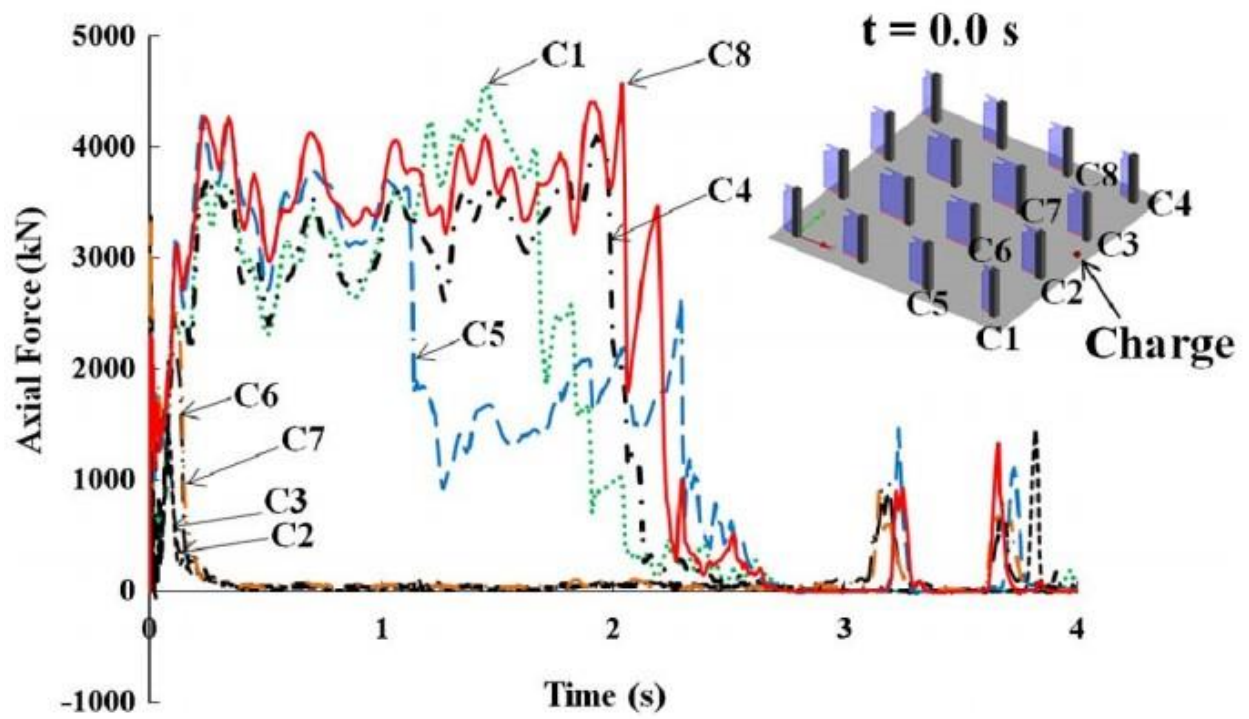 5000
4000
3000
2000
1000
0
-1000
Axial Force (kN)
0
1
2
3
4
Time (s)
C1
C8
C4
C5
C6
C7
C3
C2
t = 0.0 s
C8
C4
C7
C3
C6
C2
C5
C1
Charge